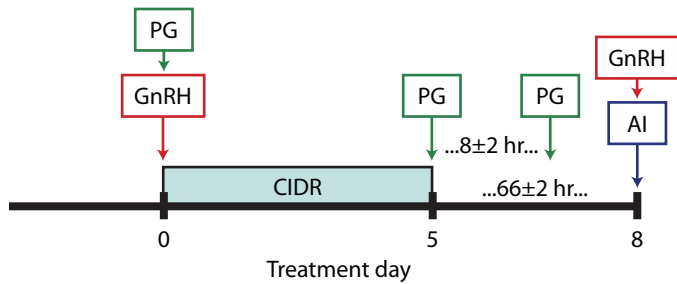 PG
GnRH
GnRH
PG
PG
AI
...8±2 hr...
CIDR
...66±2 hr...
0
5
8
Treatment day